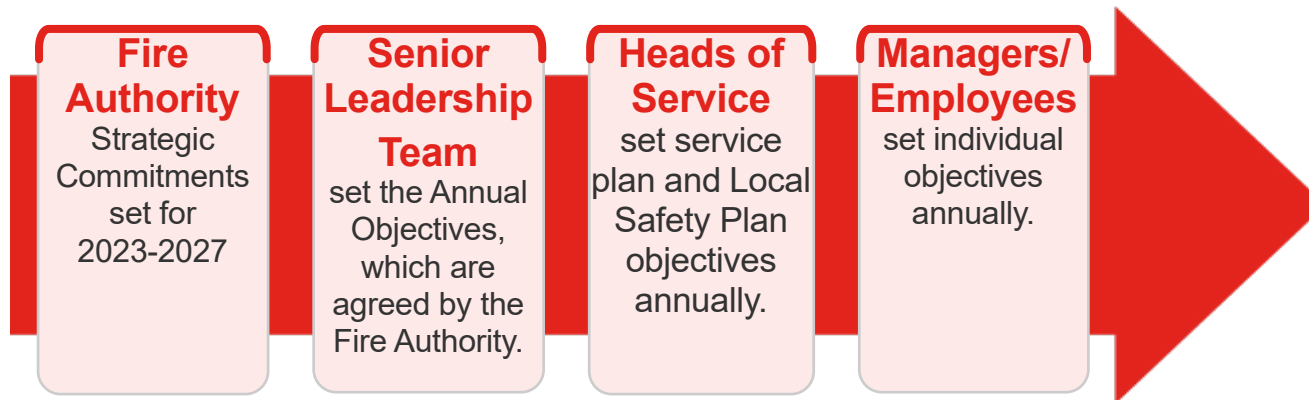 Fire
Authority
Strategic
Commitments
set for
2023-2027
Senior
Leadership
Team
set the Annual
Objectives,
which are
agreed by the
Fire Authority.
Heads of
Service
set service
plan and Local
Safety Plan
objectives
annually.
Managers/
Employees
set individual
objectives
annually.